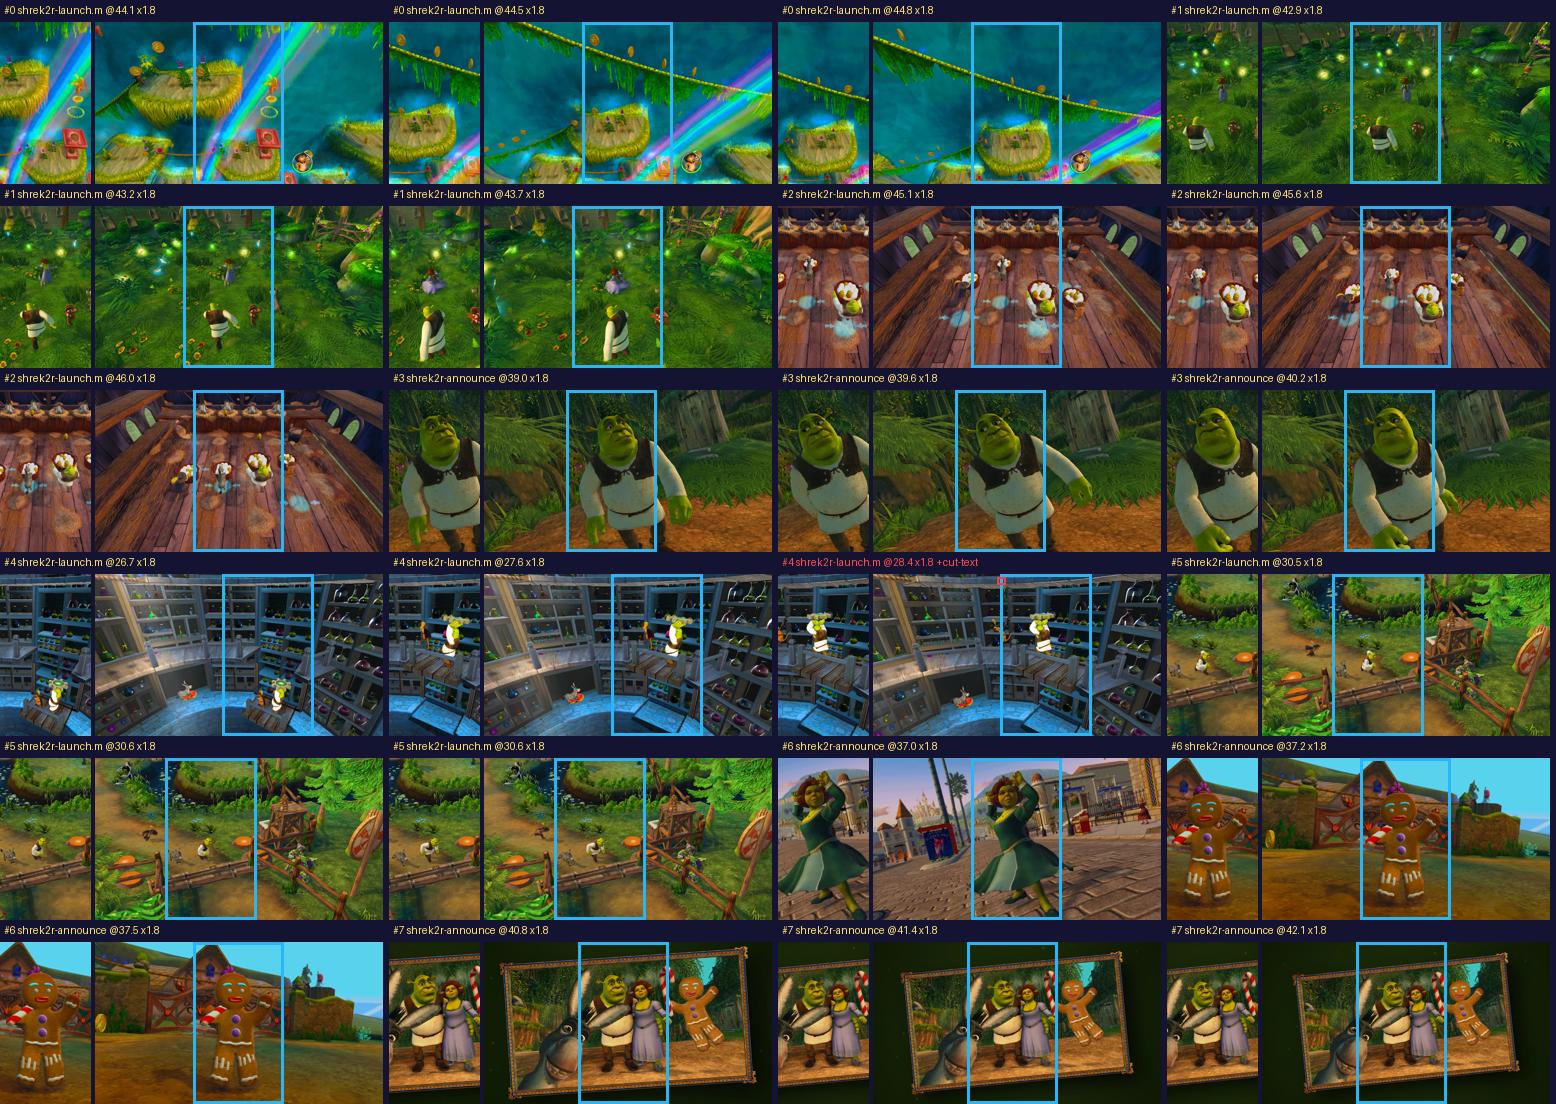 #0 shrek2r-launch.m @44.1 x1.8
#0 shrek2r-launch.m @44.5 x1.8
#0 shrek2r-launch.m @44.8 x1.8
#1 shrek2r-launch.m @42.9 x1.8
#1 shrek2r-launch.m @43.2 x1.8
#1 shrek2r-launch.m @43.7 x1.8
#2 shrek2r-launch.m @45.1 x1.8
#2 shrek2r-launch.m @45.6 x1.8
#2 shrek2r-launch.m @46.0 x1.8
#3 shrek2r-announce @39.0 x1.8
#3 shrek2r-announce @39.6 x1.8
#3 shrek2r-announce @40.2 x1.8
#4 shrek2r-launch.m @26.7 x1.8
#4 shrek2r-launch.m @27.6 x1.8
#4 shrek2r-launch.m @28.4 x1.8 +cut-text
#5 shrek2r-launch.m @30.5 x1.8
#5 shrek2r-launch.m @30.6 x1.8
#5 shrek2r-launch.m @30.6 x1.8
#6 shrek2r-announce @37.0 x1.8
#6 shrek2r-announce @37.2 x1.8
#6 shrek2r-announce @37.5 x1.8
#7 shrek2r-announce @40.8 x1.8
#7 shrek2r-announce @41.4 x1.8
#7 shrek2r-announce @42.1 x1.8